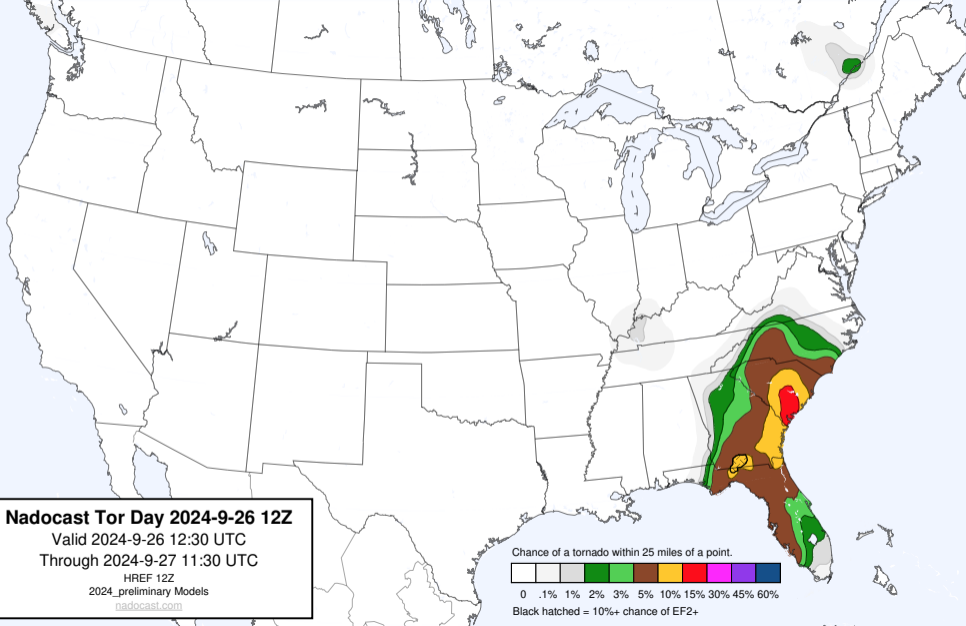 Nadocast Tor Day 2024-9-26 12Z
Valid 2024-9-26 12:30 UTC
Through 2024-9-27 11:30 UTC
HREF 12Z
2024_preliminary Models
nadocast.com
Chance of a tornado within 25 miles of a point.
0 .1% 1% 2% 3% 5% 10% 15% 30% 45% 60%
Black hatched = 10%+ chance of EF2+